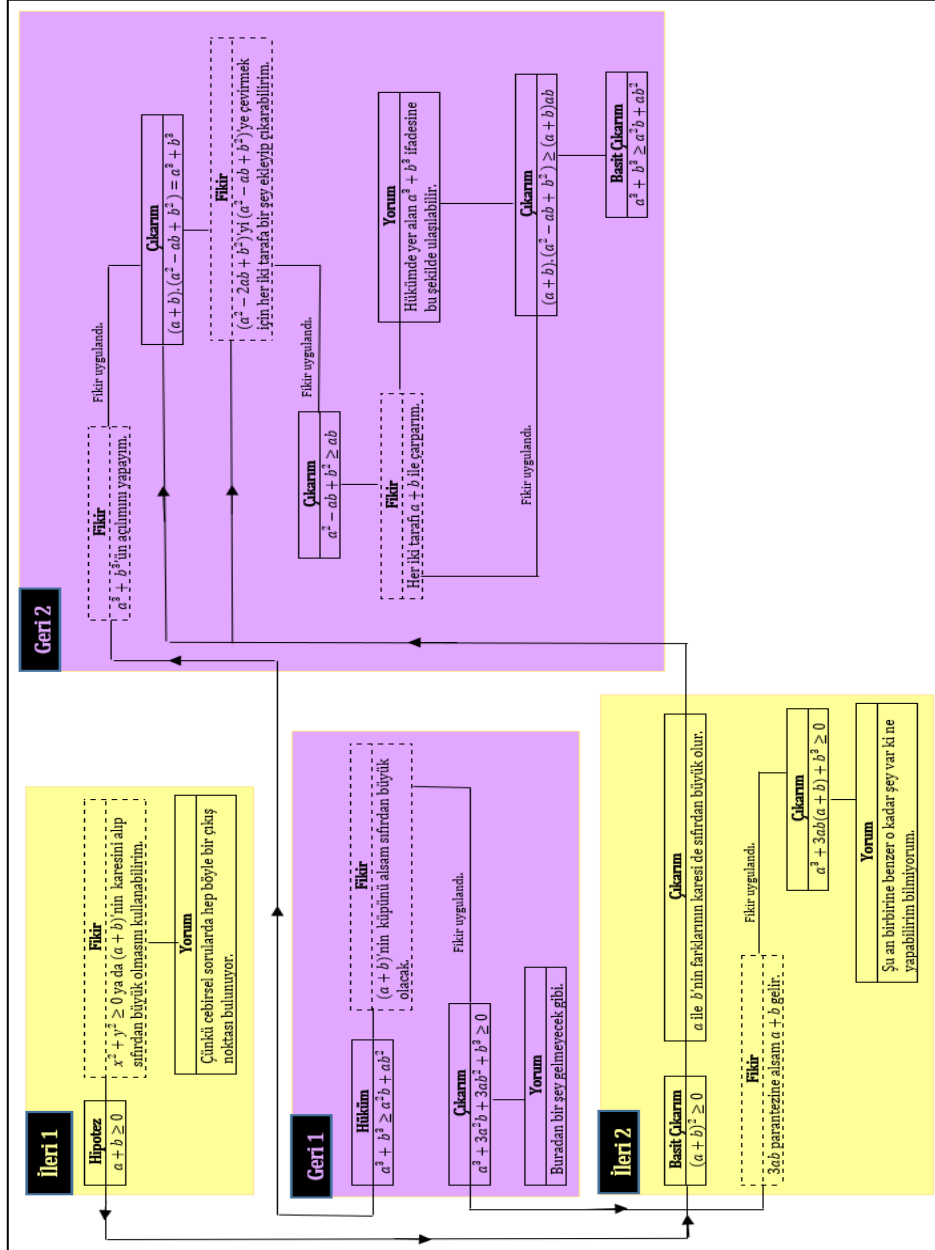 İleri 1
Hipotez
a + b ≥ 0
Fikir
x² + y² ≥ 0 ya da (a + b)'nin karesini alıp
sıfırdan büyük olmasını kullanabilirim.
Yorum
Çünkü cebirsel sorularda hep böyle bir çıkış
noktası bulunuyor.
Geri 1
Hüküm
a³ + b³ ≥ a²b + ab²
Fikir
(a + b)'nin küpünü alsam sıfırdan büyük
olacak.
Fikir uygulandı.
Çıkarım
a³ + 3a²b + 3ab² + b³ ≥ 0
Yorum
Buradan bir şey gelmeyecek gibi.
İleri 2
Basit Çıkarım
(a + b)² ≥ 0
Çıkarım
a ile b'nin farklarının karesi de sıfırdan büyük olur.
Fikir
3ab parantezine alsam a + b gelir.
Fikir uygulandı.
Çıkarım
a³ + 3ab(a + b) + b³ ≥ 0
Yorum
Şu an birbirine benzer o kadar şey var ki ne
yapabilirim bilmiyorum.
Geri 2
Fikir
a³ + b³'ün açılımını yapayım.
Fikir uygulandı.
Çıkarım
(a + b).(a² − ab + b²) = a³ + b³
Fikir
(a² − 2ab + b²)'yi (a² − ab + b²)'ye çevirmek
için her iki tarafa bir şey ekleyip çıkarabilirim.
Fikir uygulandı.
Çıkarım
a² − ab + b² ≥ ab
Fikir
Her iki tarafı a + b ile çarparım.
Yorum
Hükümde yer alan a³ + b³ ifadesine
bu şekilde ulaşılabilir.
Fikir uygulandı.
Çıkarım
(a + b).(a² − ab + b²) ≥ (a + b)ab
Basit Çıkarım
a³ + b³ ≥ a²b + ab²